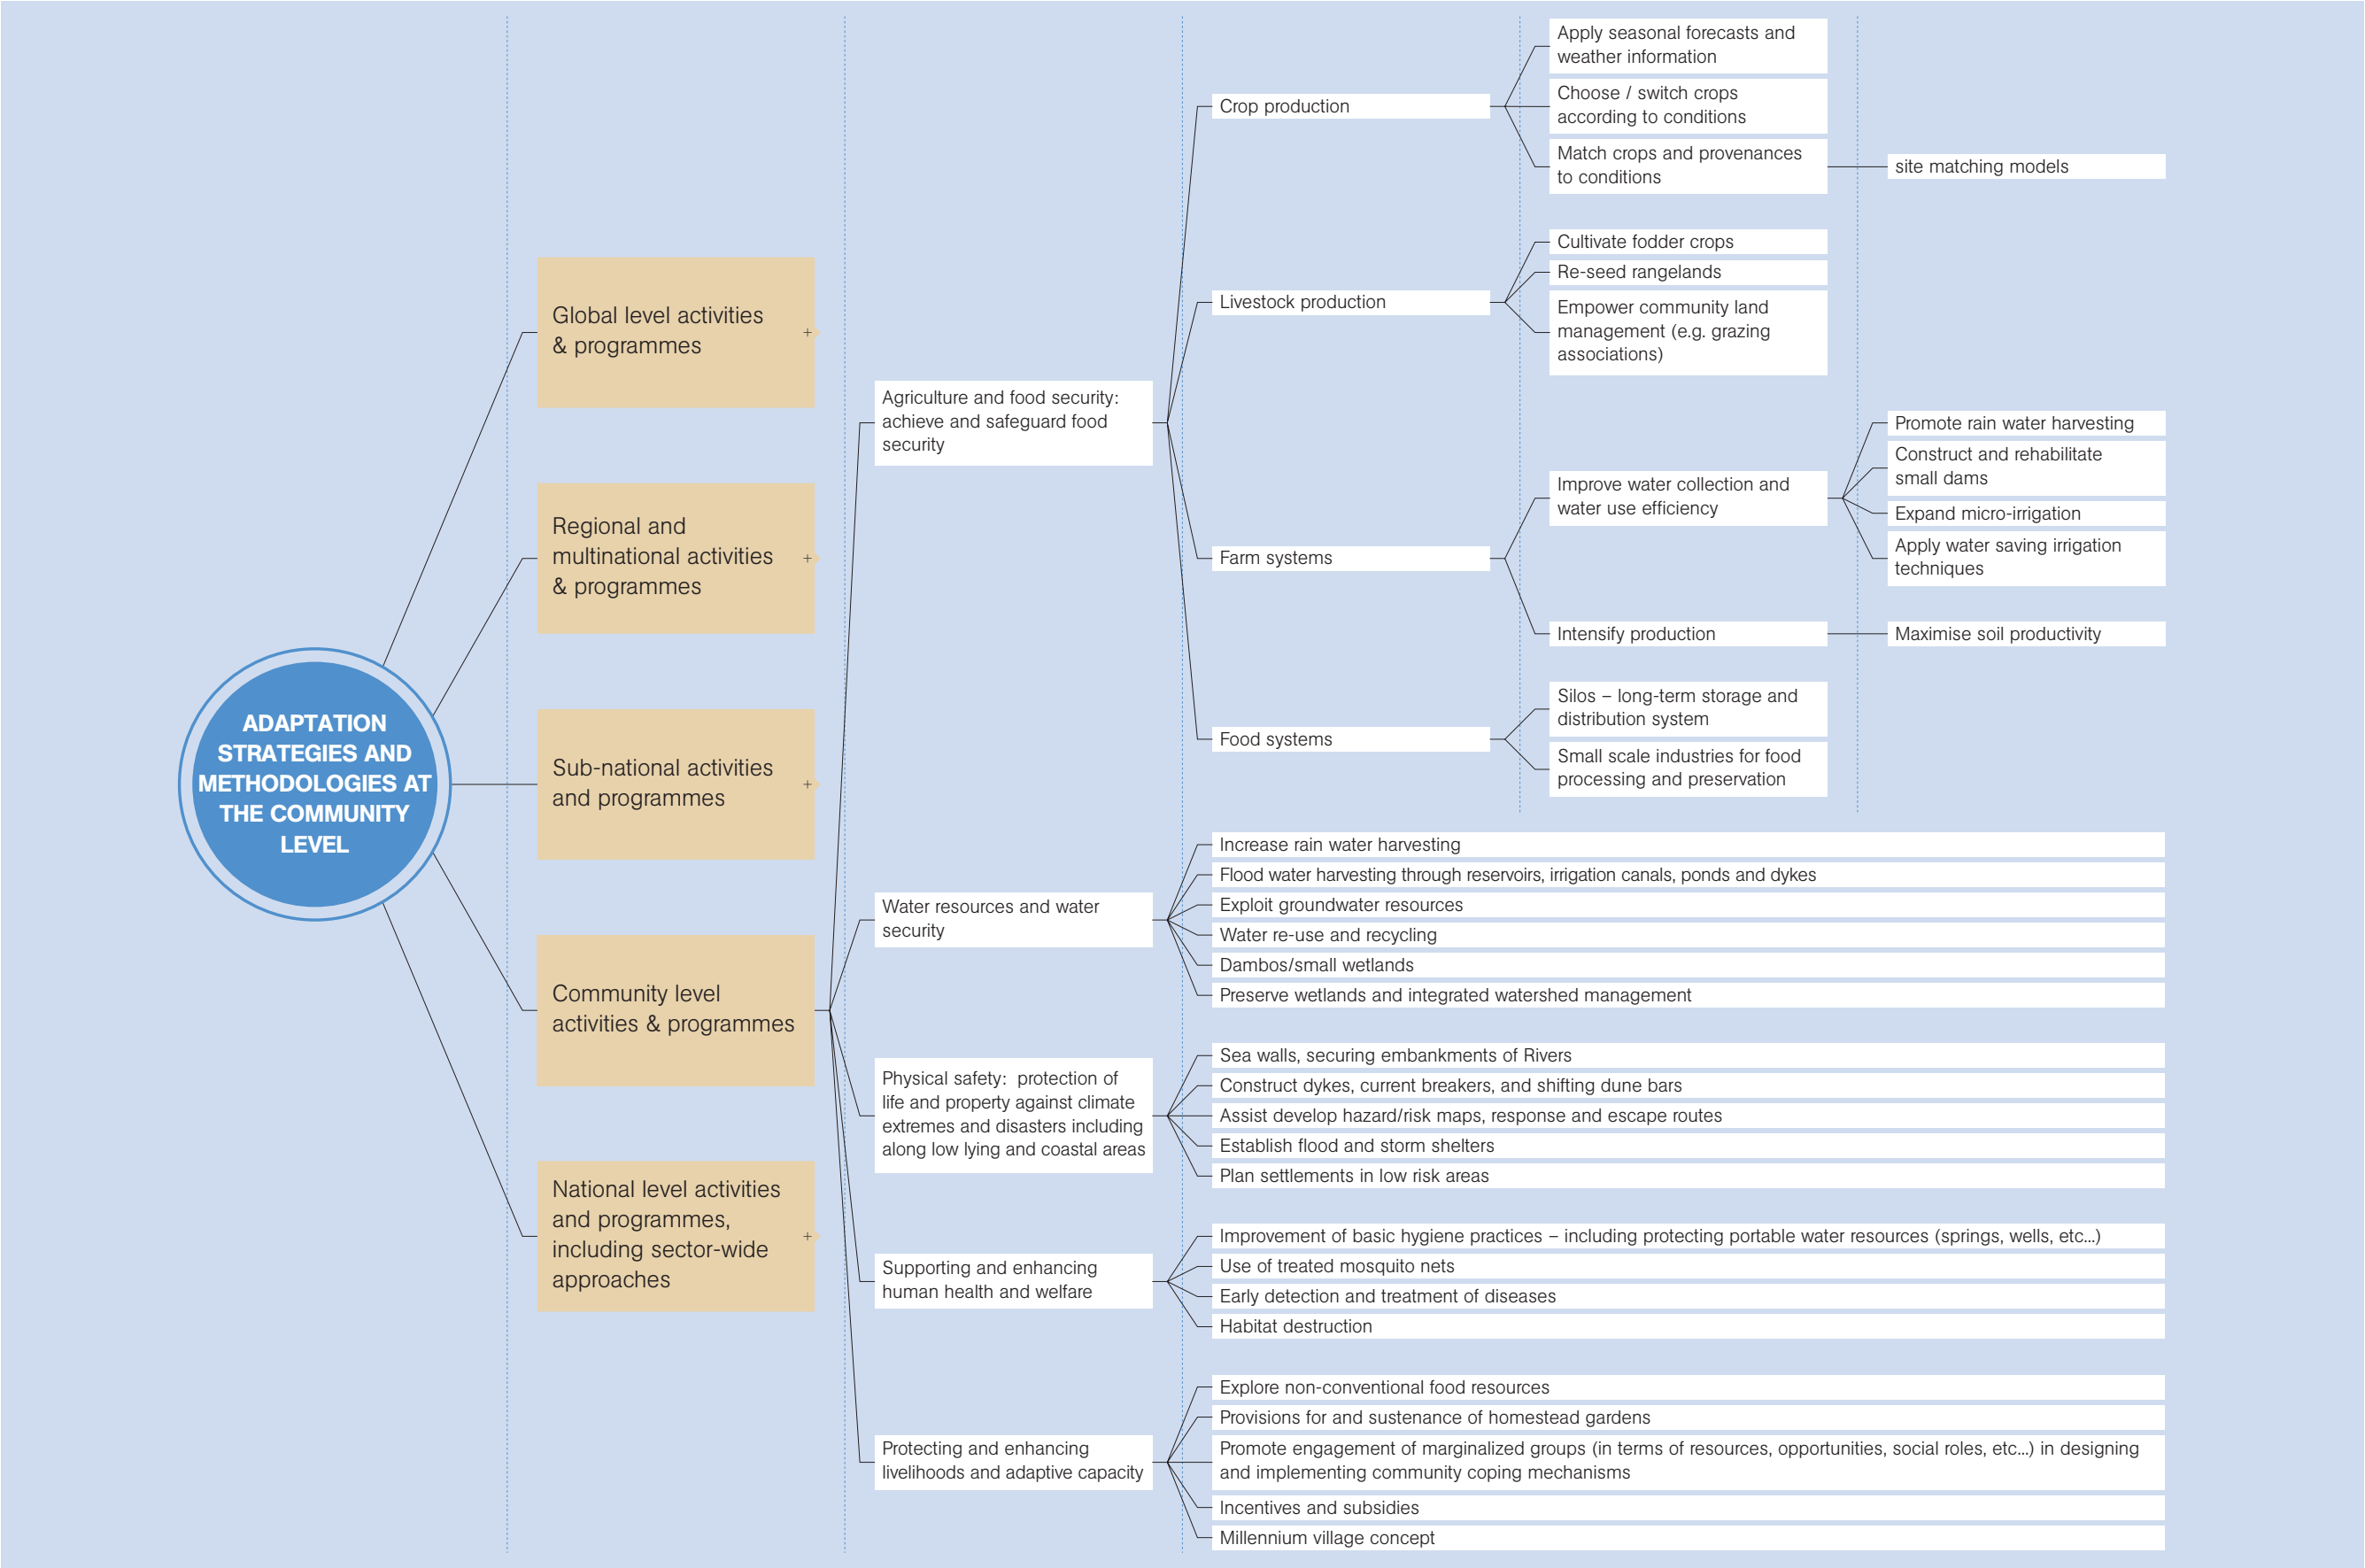 ADAPTATION
STRATEGIES AND
METHODOLOGIES AT
THE COMMUNITY
LEVEL
Global level activities
& programmes
+
Regional and
multinational activities
& programmes
+
Sub-national activities
and programmes
+
Community level
activities & programmes
National level activities
and programmes,
including sector-wide
approaches
+
Agriculture and food security:
achieve and safeguard food
security
Crop production
Apply seasonal forecasts and
weather information
Choose / switch crops
according to conditions
Match crops and provenances
to conditions
site matching models
Livestock production
Cultivate fodder crops
Re-seed rangelands
Empower community land
management (e.g. grazing
associations)
Farm systems
Improve water collection and
water use efficiency
Promote rain water harvesting
Construct and rehabilitate
small dams
Expand micro-irrigation
Apply water saving irrigation
techniques
Intensify production
Maximise soil productivity
Food systems
Silos – long-term storage and
distribution system
Small scale industries for food
processing and preservation
Water resources and water
security
Increase rain water harvesting
Flood water harvesting through reservoirs, irrigation canals, ponds and dykes
Exploit groundwater resources
Water re-use and recycling
Dambos/small wetlands
Preserve wetlands and integrated watershed management
Physical safety:  protection of
life and property against climate
extremes and disasters including
along low lying and coastal areas
Sea walls, securing embankments of Rivers
Construct dykes, current breakers, and shifting dune bars
Assist develop hazard/risk maps, response and escape routes
Establish flood and storm shelters
Plan settlements in low risk areas
Supporting and enhancing
human health and welfare
Improvement of basic hygiene practices – including protecting portable water resources (springs, wells, etc...)
Use of treated mosquito nets
Early detection and treatment of diseases
Habitat destruction
Protecting and enhancing
livelihoods and adaptive capacity
Explore non-conventional food resources
Provisions for and sustenance of homestead gardens
Promote engagement of marginalized groups (in terms of resources, opportunities, social roles, etc...) in designing
and implementing community coping mechanisms
Incentives and subsidies
Millennium village concept